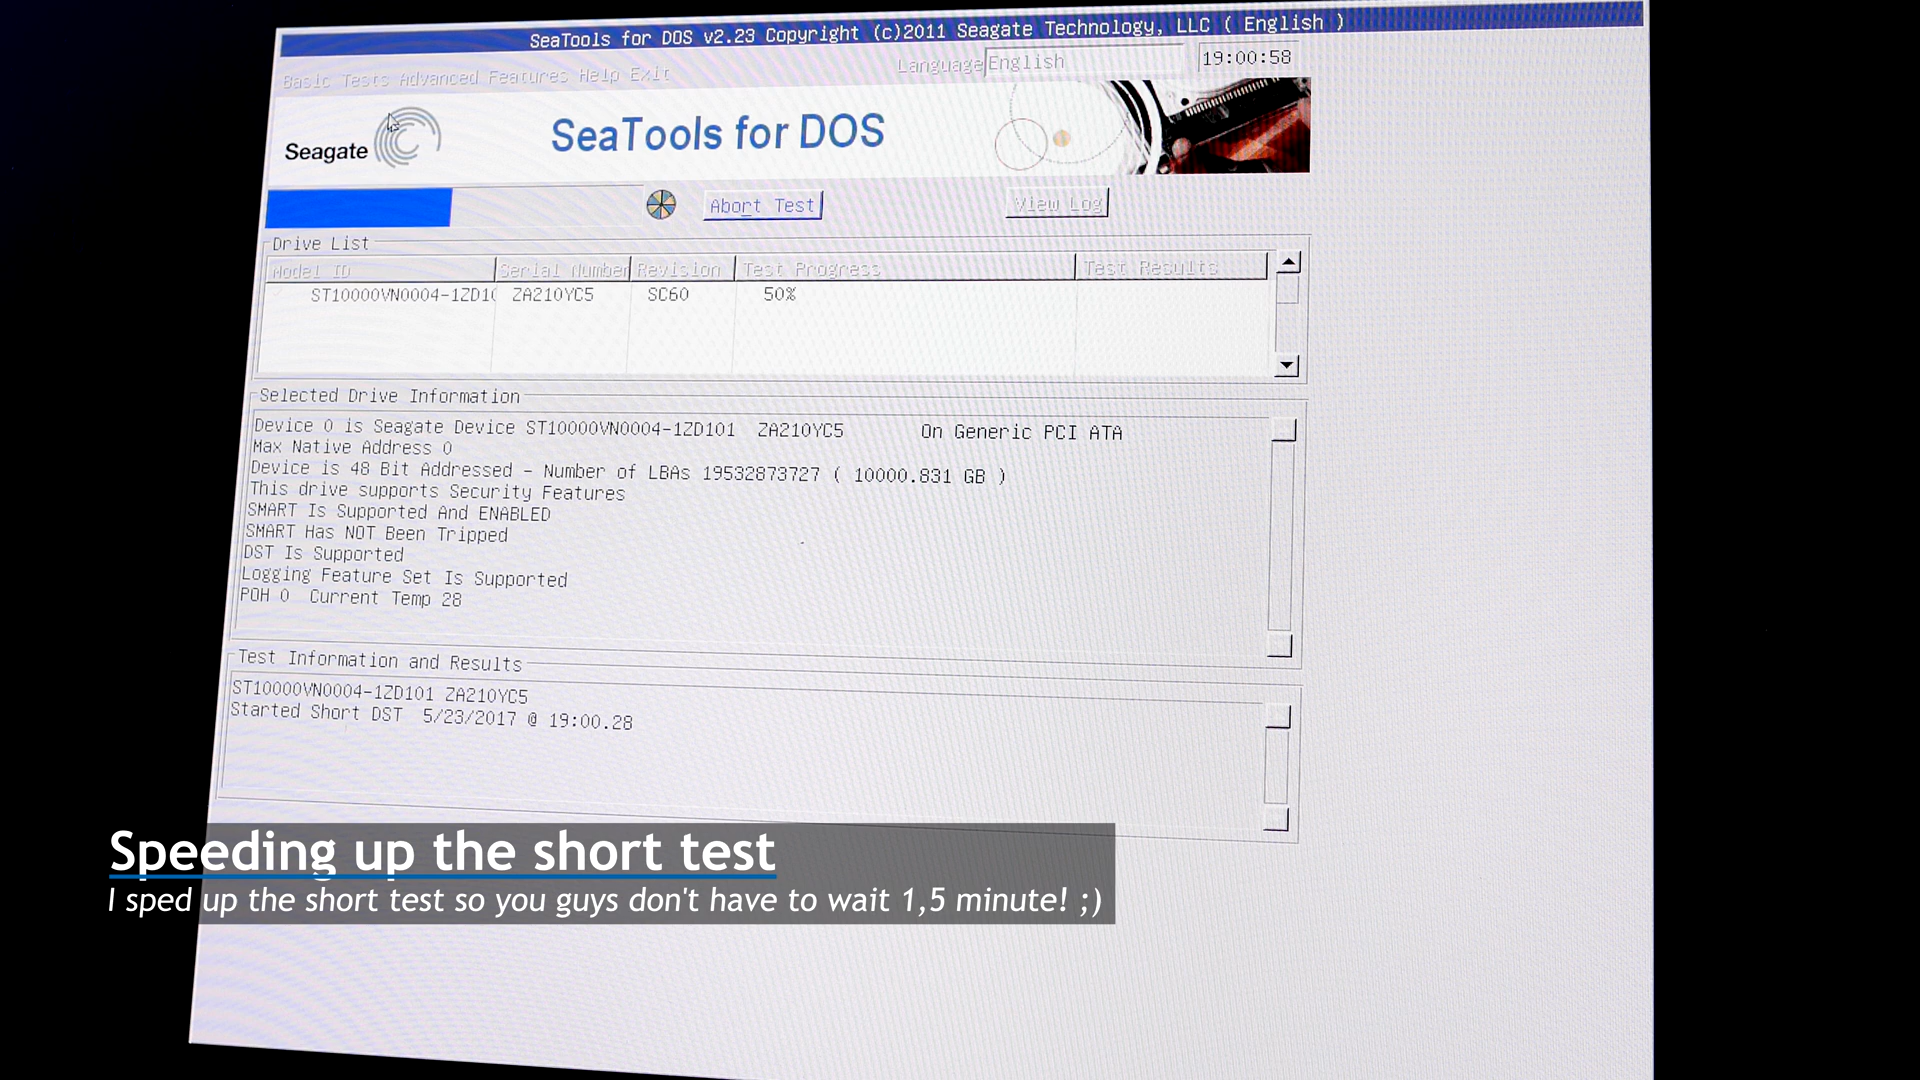 SeaTools for DOS v2.23 Copyright (c)2011 Seagate Technology, LLC ( English )
Basic Tests Advanced Features Help Exit
Language English 19:00:58
Seagate
SeaTools for DOS
Abort Test View Log
Drive List
Model ID Serial Number Revision Test Progress Test Results
ST10000VN0004-1ZD10 ZA210YC5 SC60 50%
Selected Drive Information
Device 0 is Seagate Device ST10000VN0004-1ZD101 ZA210YC5 On Generic PCI ATA
Max Native Address 0
Device is 48 Bit Addressed - Number of LBAs 19532873727 ( 10000.831 GB )
This drive supports Security Features
SMART Is Supported And ENABLED
SMART Has NOT Been Tripped
DST Is Supported
Logging Feature Set Is Supported
POH 0 Current Temp 28
Test Information and Results
ST10000VN0004-1ZD101 ZA210YC5
Started Short DST 5/23/2017 @ 19:00.28
Speeding up the short test
I sped up the short test so you guys don't have to wait 1,5 minute! ;)